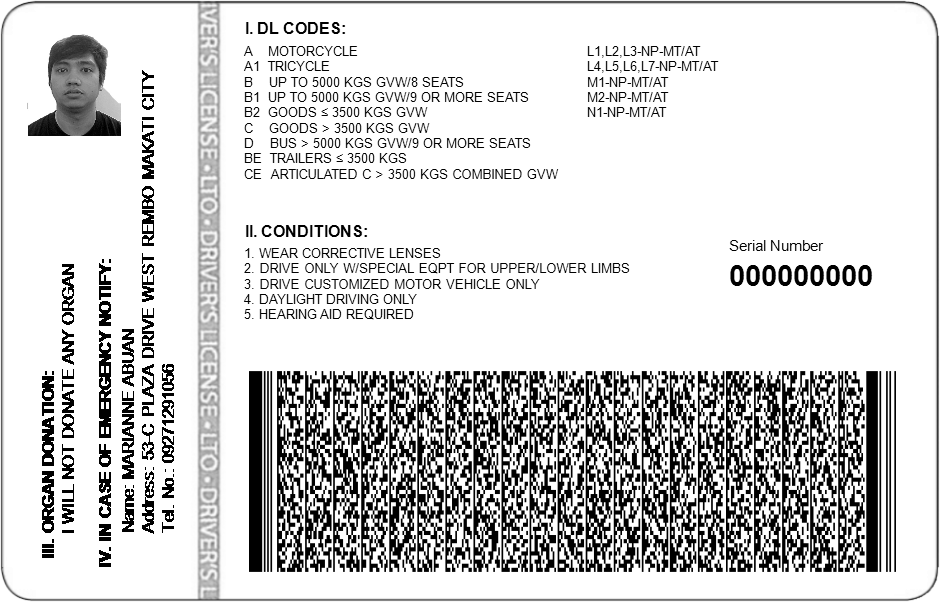 III. ORGAN DONATION:
I WILL NOT DONATE ANY ORGAN
IV. IN CASE OF EMERGENCY NOTIFY:
Name: MARIANNE ABUAN
Address: 53-C PLAZA DRIVE WEST REMBO MAKATI CITY
Tel. No.: 09271291056
DRIVER'S LICENSE • LTO • DRIVER'S LICENSE • LTO • DRIVER'S L
I. DL CODES:
A MOTORCYCLE L1,L2,L3-NP-MT/AT
A1 TRICYCLE L4,L5,L6,L7-NP-MT/AT
B UP TO 5000 KGS GVW/8 SEATS M1-NP-MT/AT
B1 UP TO 5000 KGS GVW/9 OR MORE SEATS M2-NP-MT/AT
B2 GOODS ≤ 3500 KGS GVW N1-NP-MT/AT
C GOODS > 3500 KGS GVW
D BUS > 5000 KGS GVW/9 OR MORE SEATS
BE TRAILERS ≤ 3500 KGS
CE ARTICULATED C > 3500 KGS COMBINED GVW
II. CONDITIONS:
1. WEAR CORRECTIVE LENSES
2. DRIVE ONLY W/SPECIAL EQPT FOR UPPER/LOWER LIMBS
3. DRIVE CUSTOMIZED MOTOR VEHICLE ONLY
4. DAYLIGHT DRIVING ONLY
5. HEARING AID REQUIRED
Serial Number
000000000